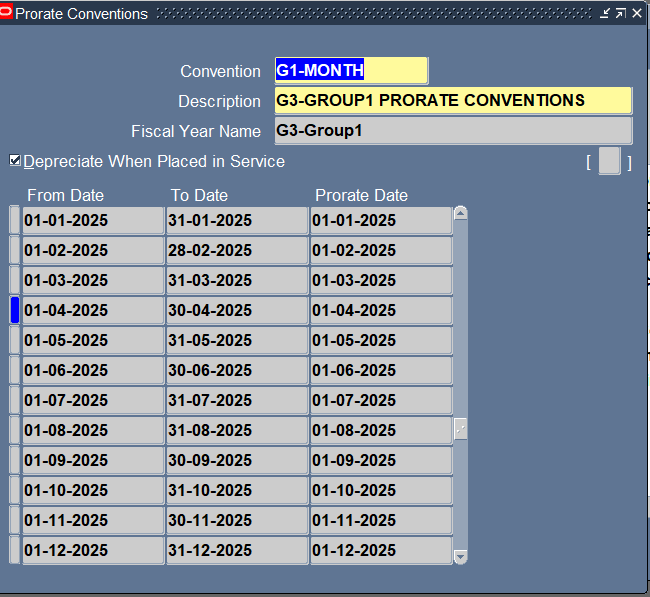 Prorate Conventions
Convention G1-MONTH
Description G3-GROUP1 PRORATE CONVENTIONS
Fiscal Year Name G3-Group1
Depreciate When Placed in Service [ ]
From Date To Date Prorate Date
01-01-2025 31-01-2025 01-01-2025
01-02-2025 28-02-2025 01-02-2025
01-03-2025 31-03-2025 01-03-2025
01-04-2025 30-04-2025 01-04-2025
01-05-2025 31-05-2025 01-05-2025
01-06-2025 30-06-2025 01-06-2025
01-07-2025 31-07-2025 01-07-2025
01-08-2025 31-08-2025 01-08-2025
01-09-2025 30-09-2025 01-09-2025
01-10-2025 31-10-2025 01-10-2025
01-11-2025 30-11-2025 01-11-2025
01-12-2025 31-12-2025 01-12-2025